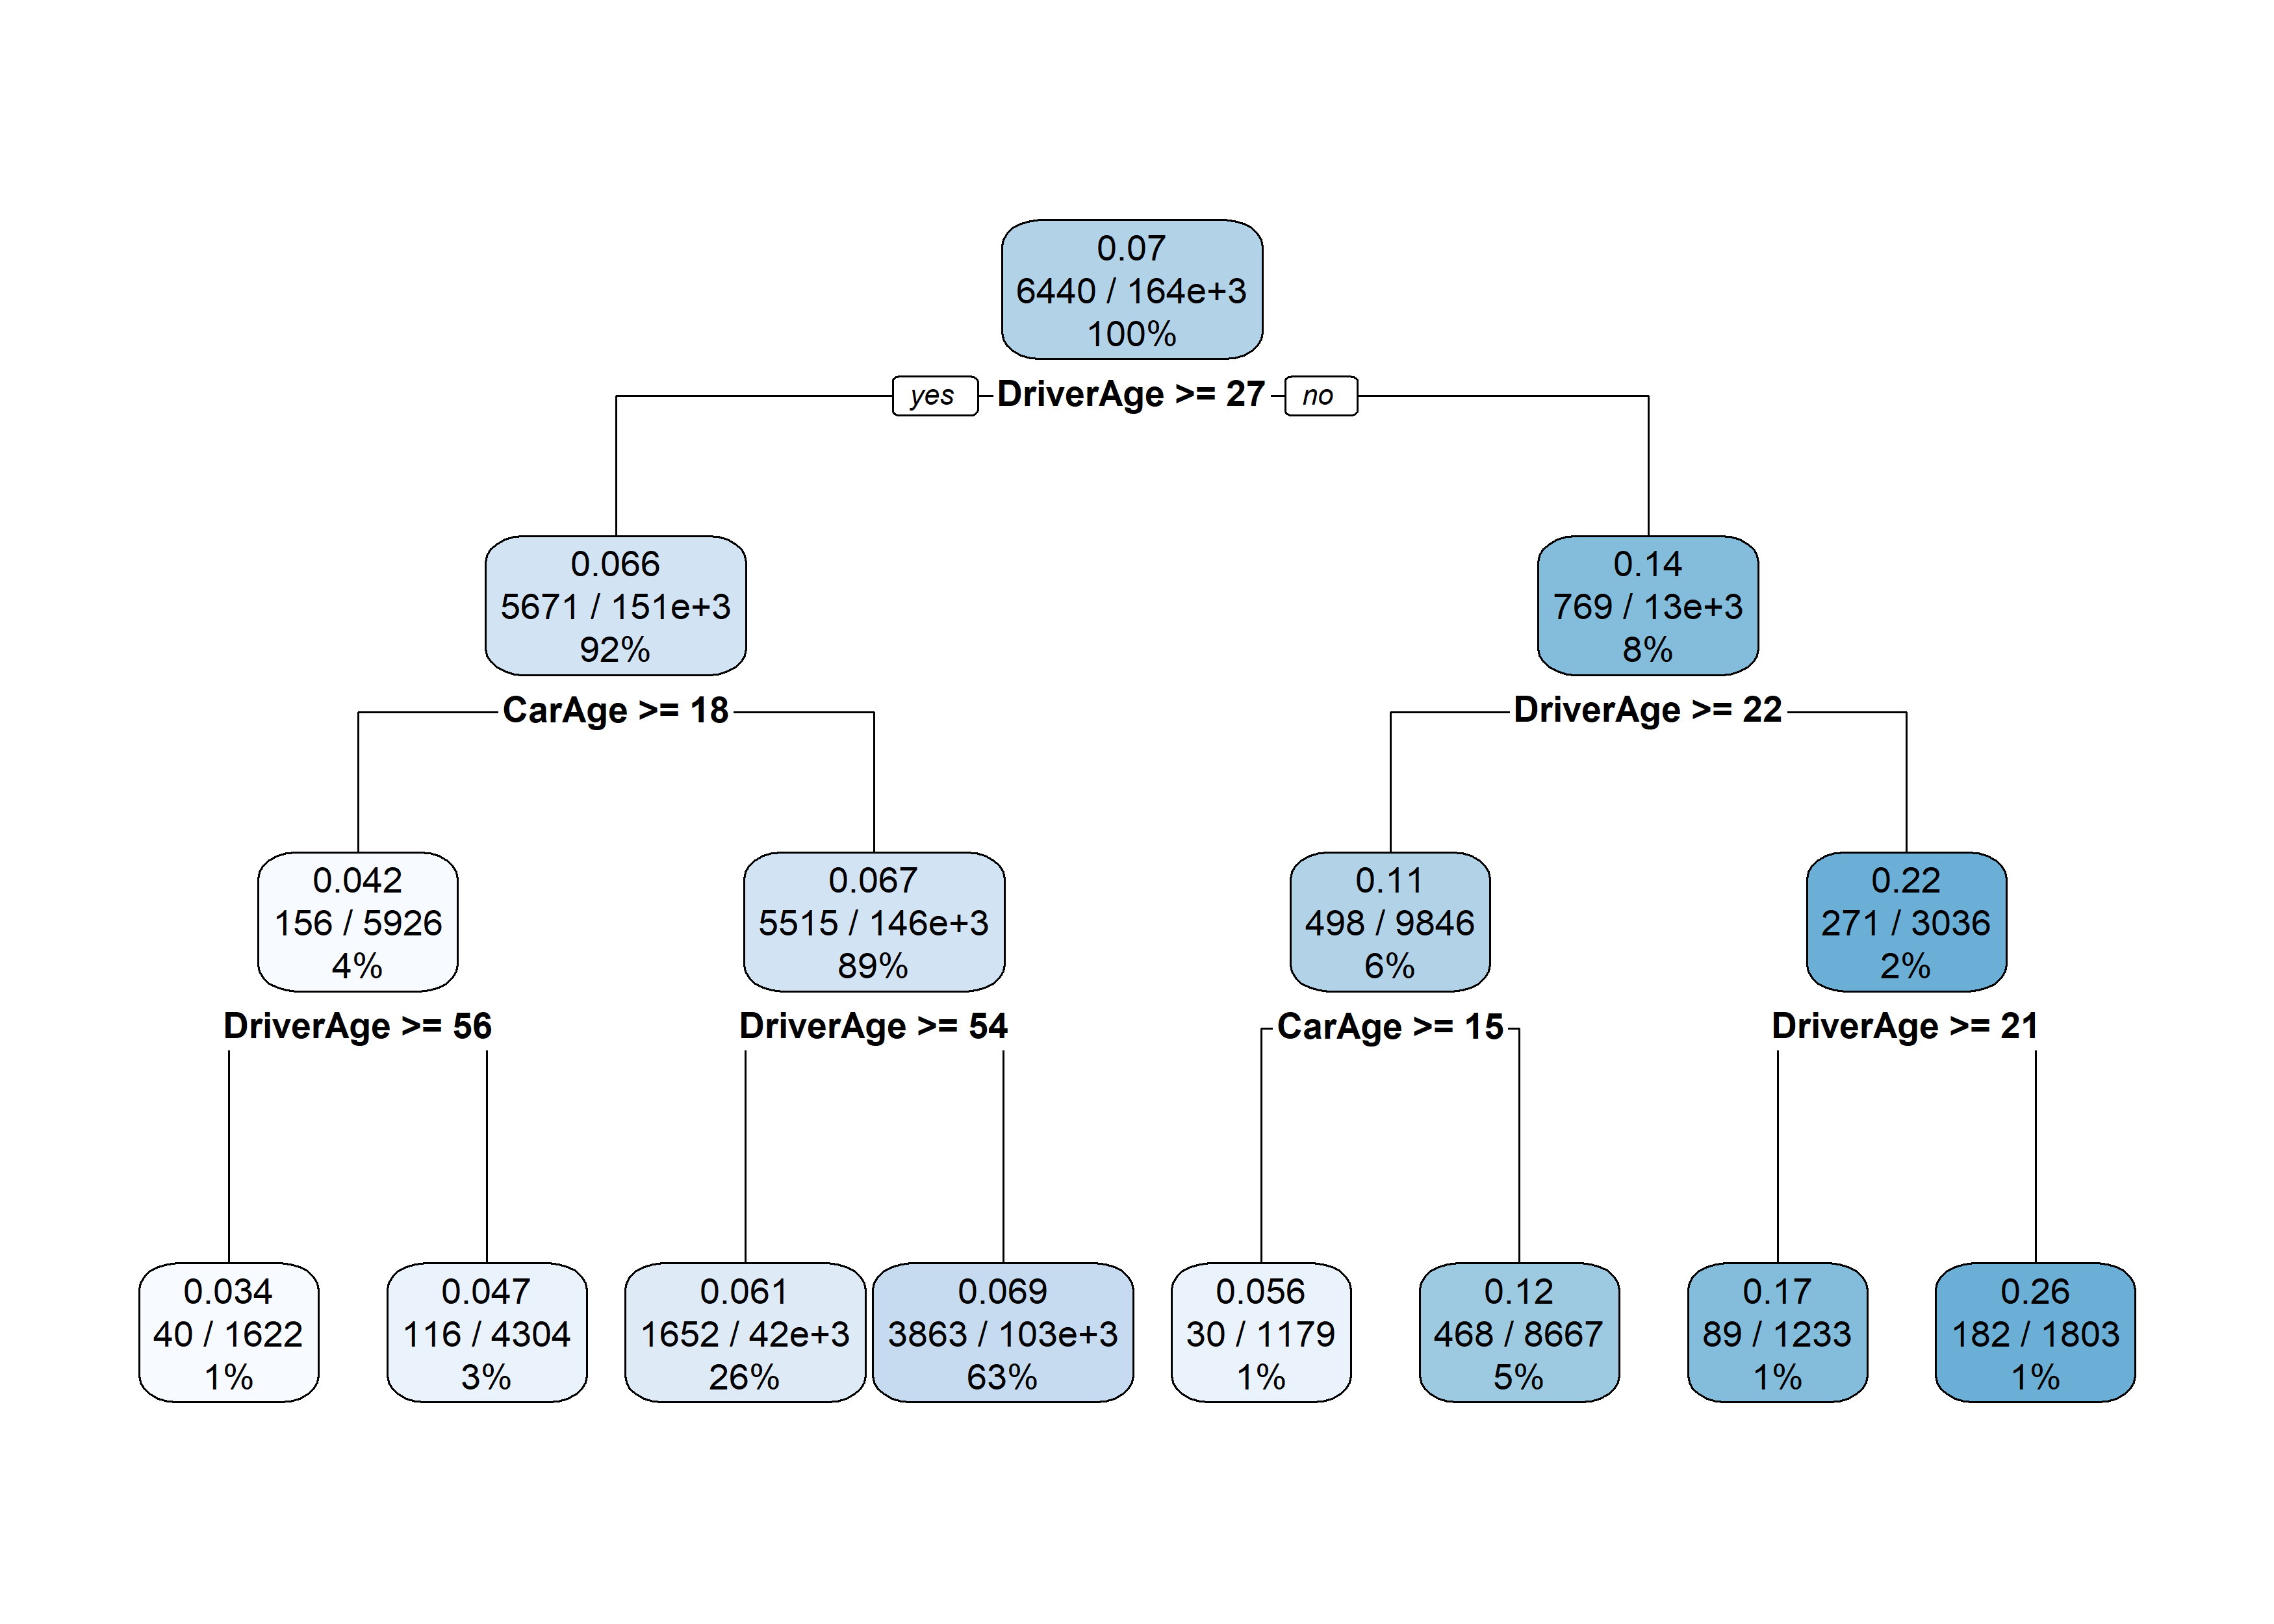 0.07
6440 / 164e+3
100%
yes DriverAge >= 27 no
0.066 0.14
5671 / 151e+3 769 / 13e+3
92% 8%
CarAge >= 18 DriverAge >= 22
0.042 0.067 0.11 0.22
156 / 5926 5515 / 146e+3 498 / 9846 271 / 3036
4% 89% 6% 2%
DriverAge >= 56 DriverAge >= 54 CarAge >= 15 DriverAge >= 21
0.034 0.047 0.061 0.069 0.056 0.12 0.17 0.26
40 / 1622 116 / 4304 1652 / 42e+3 3863 / 103e+3 30 / 1179 468 / 8667 89 / 1233 182 / 1803
1% 3% 26% 63% 1% 5% 1% 1%